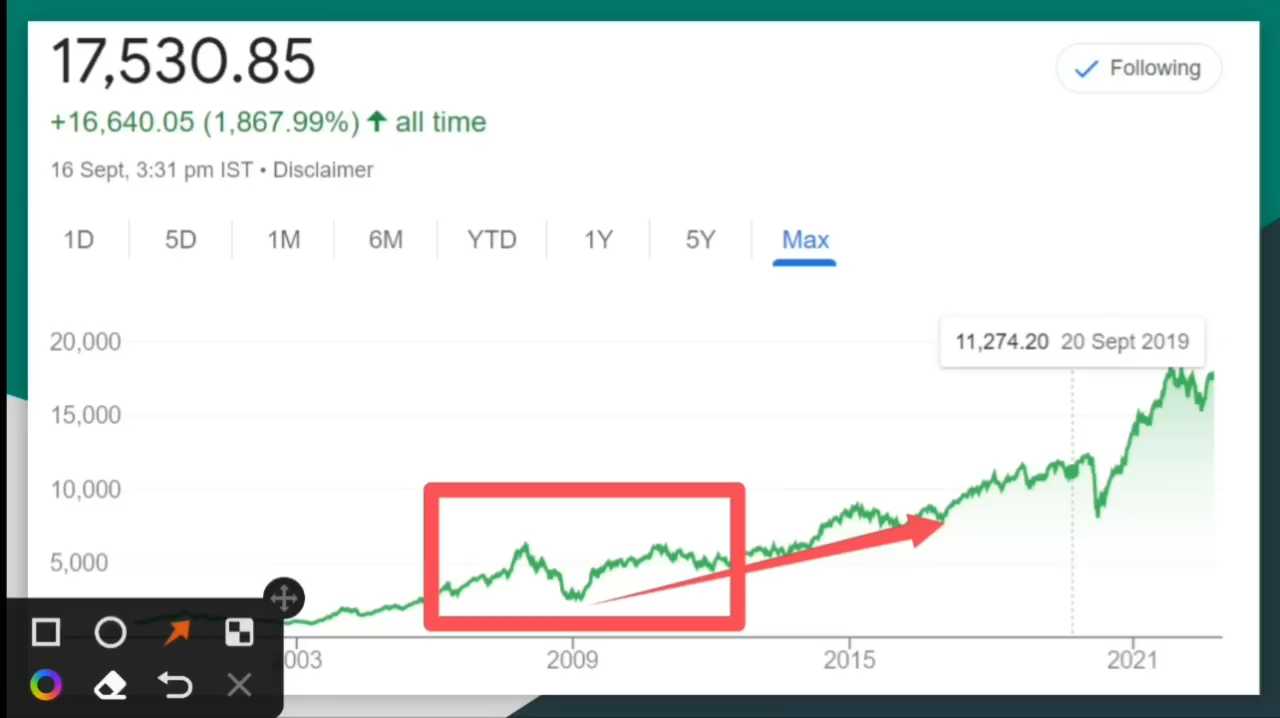 17,530.85
Following
+16,640.05 (1,867.99%) ↑ all time
16 Sept, 3:31 pm IST • Disclaimer
1D 5D 1M 6M YTD 1Y 5Y Max
20,000
11,274.20 20 Sept 2019
15,000
10,000
5,000
003 2009 2015 2021